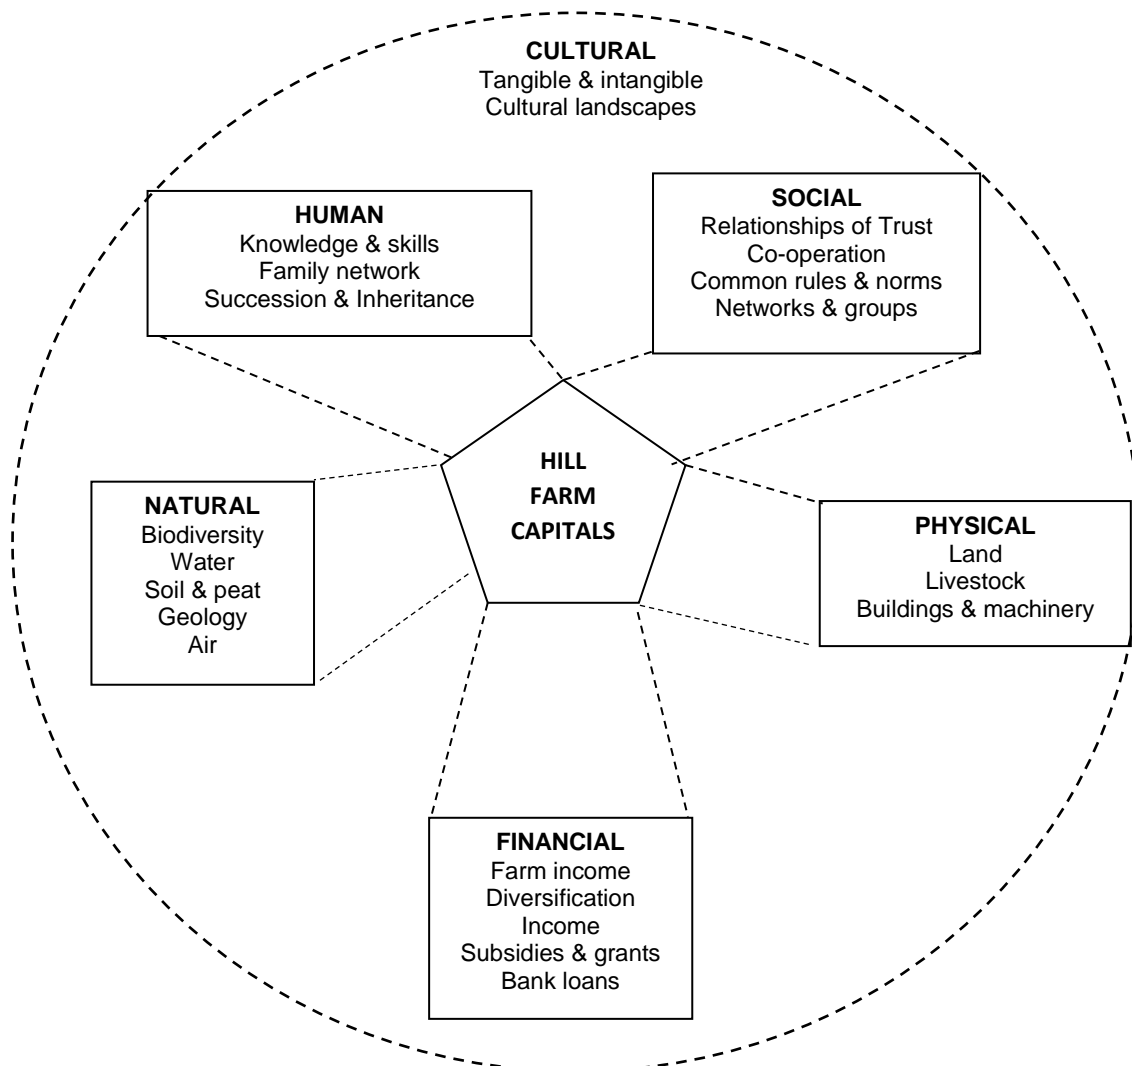 CULTURAL
Tangible & intangible
Cultural landscapes
HUMAN
Knowledge & skills
Family network
Succession & Inheritance
SOCIAL
Relationships of Trust
Co-operation
Common rules & norms
Networks & groups
HILL
FARM
CAPITALS
NATURAL
Biodiversity
Water
Soil & peat
Geology
Air
PHYSICAL
Land
Livestock
Buildings & machinery
FINANCIAL
Farm income
Diversification
Income
Subsidies & grants
Bank loans